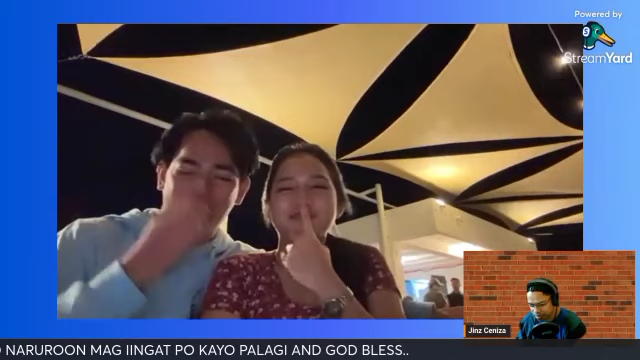 Powered by
StreamYard
Jinz Ceniza
NARUROON MAG IINGAT PO KAYO PALAGI AND GOD BLESS..